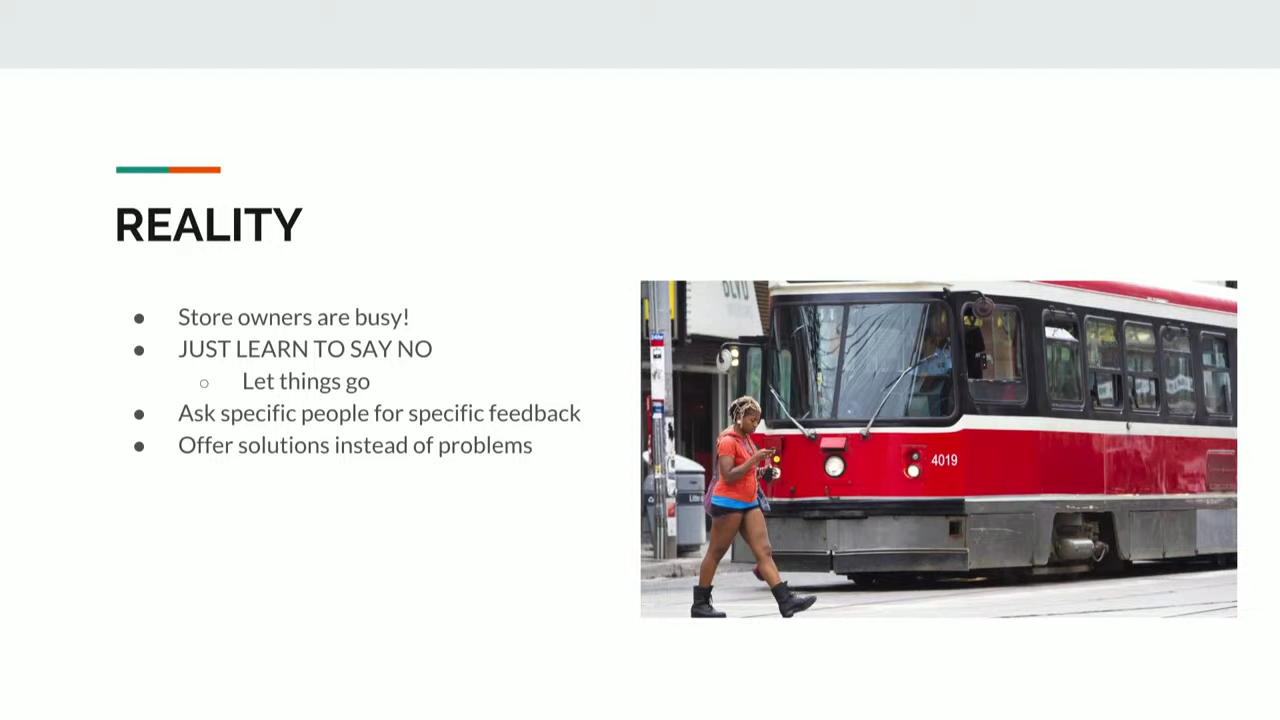 REALITY
● Store owners are busy!
● JUST LEARN TO SAY NO
○ Let things go
● Ask specific people for specific feedback
● Offer solutions instead of problems
BLVD
4019